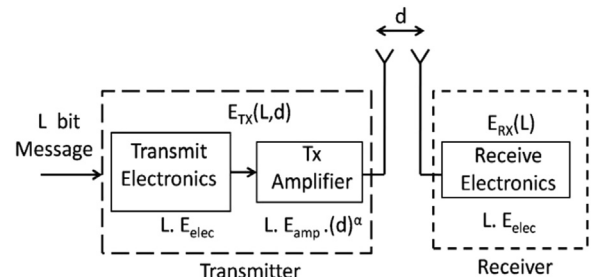 d
E_TX(L,d)
L bit
Message
Transmit
Electronics
Tx
Amplifier
L. E_elec
L. E_amp .(d)^α
Transmitter
E_RX(L)
Receive
Electronics
L. E_elec
Receiver